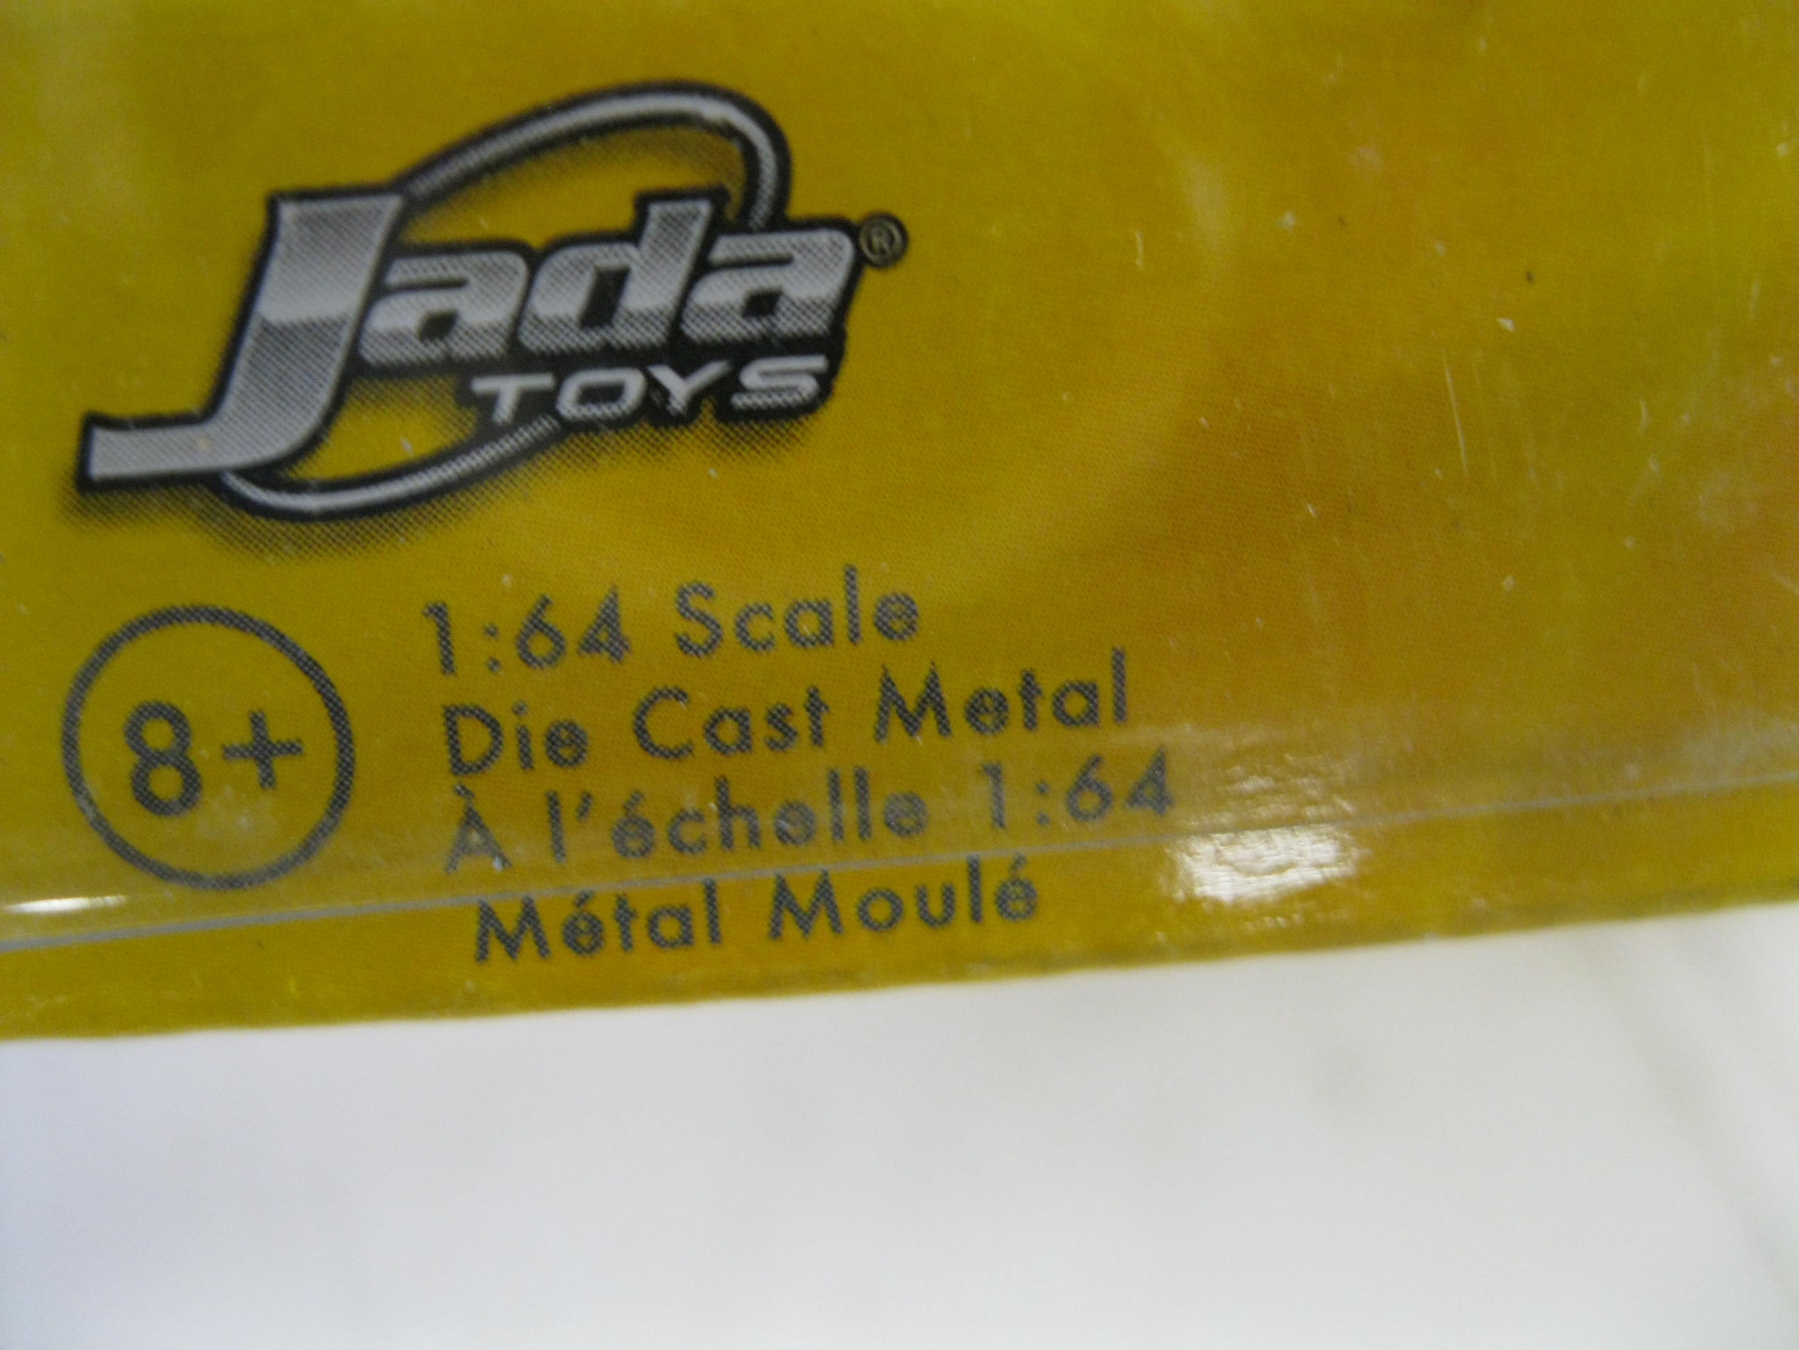 Jada®
TOYS
8+
1:64 Scale
Die Cast Metal
À l'échelle 1:64
Métal Moulé